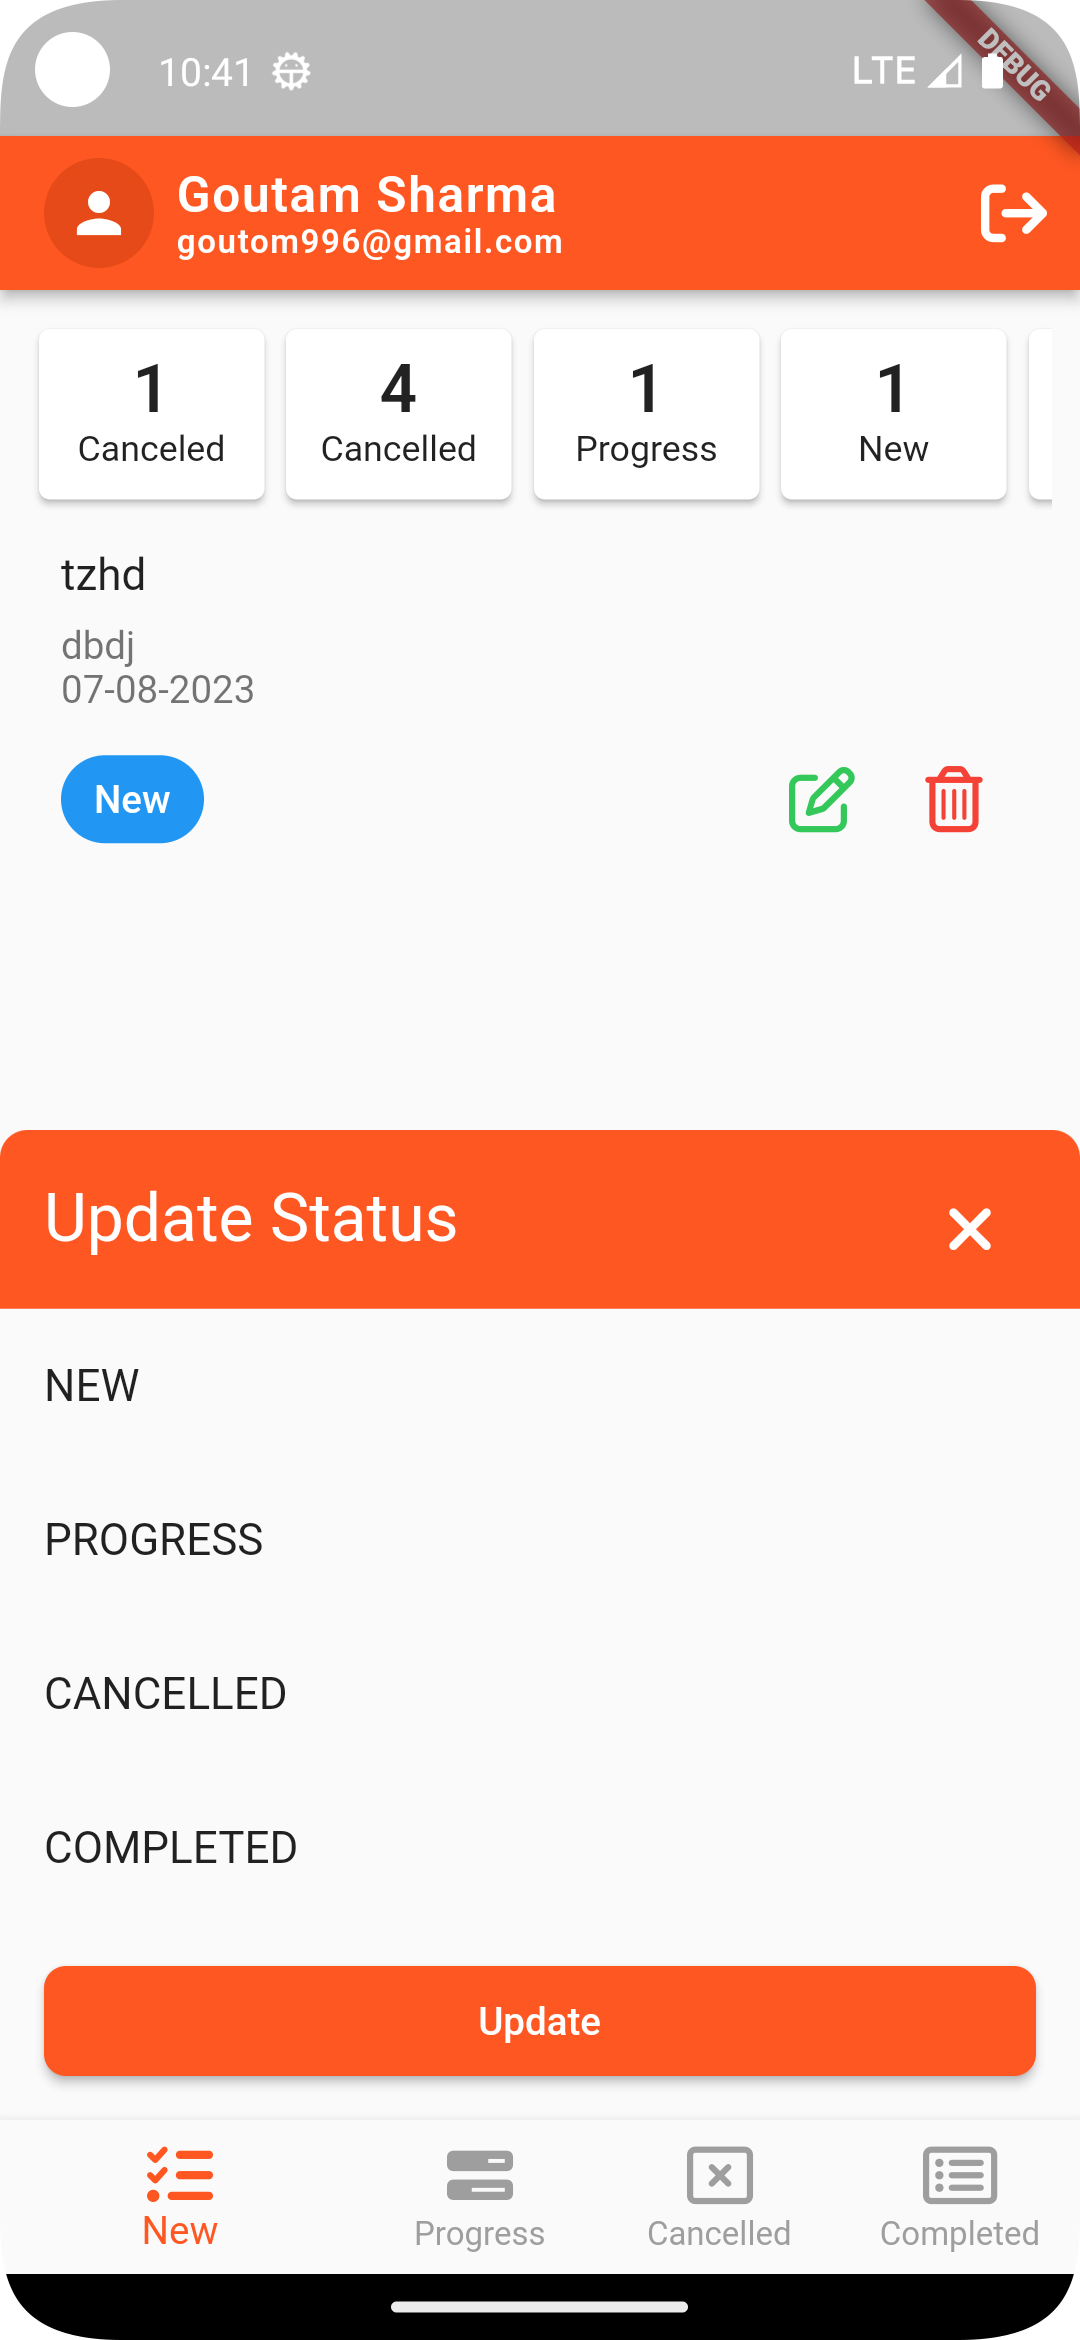 10:41
LTE
DEBUG
Goutam Sharma
goutom996@gmail.com
1
Canceled
4
Cancelled
1
Progress
1
New
tzhd
dbdj
07-08-2023
New
Update Status
NEW
PROGRESS
CANCELLED
COMPLETED
Update
New
Progress
Cancelled
Completed